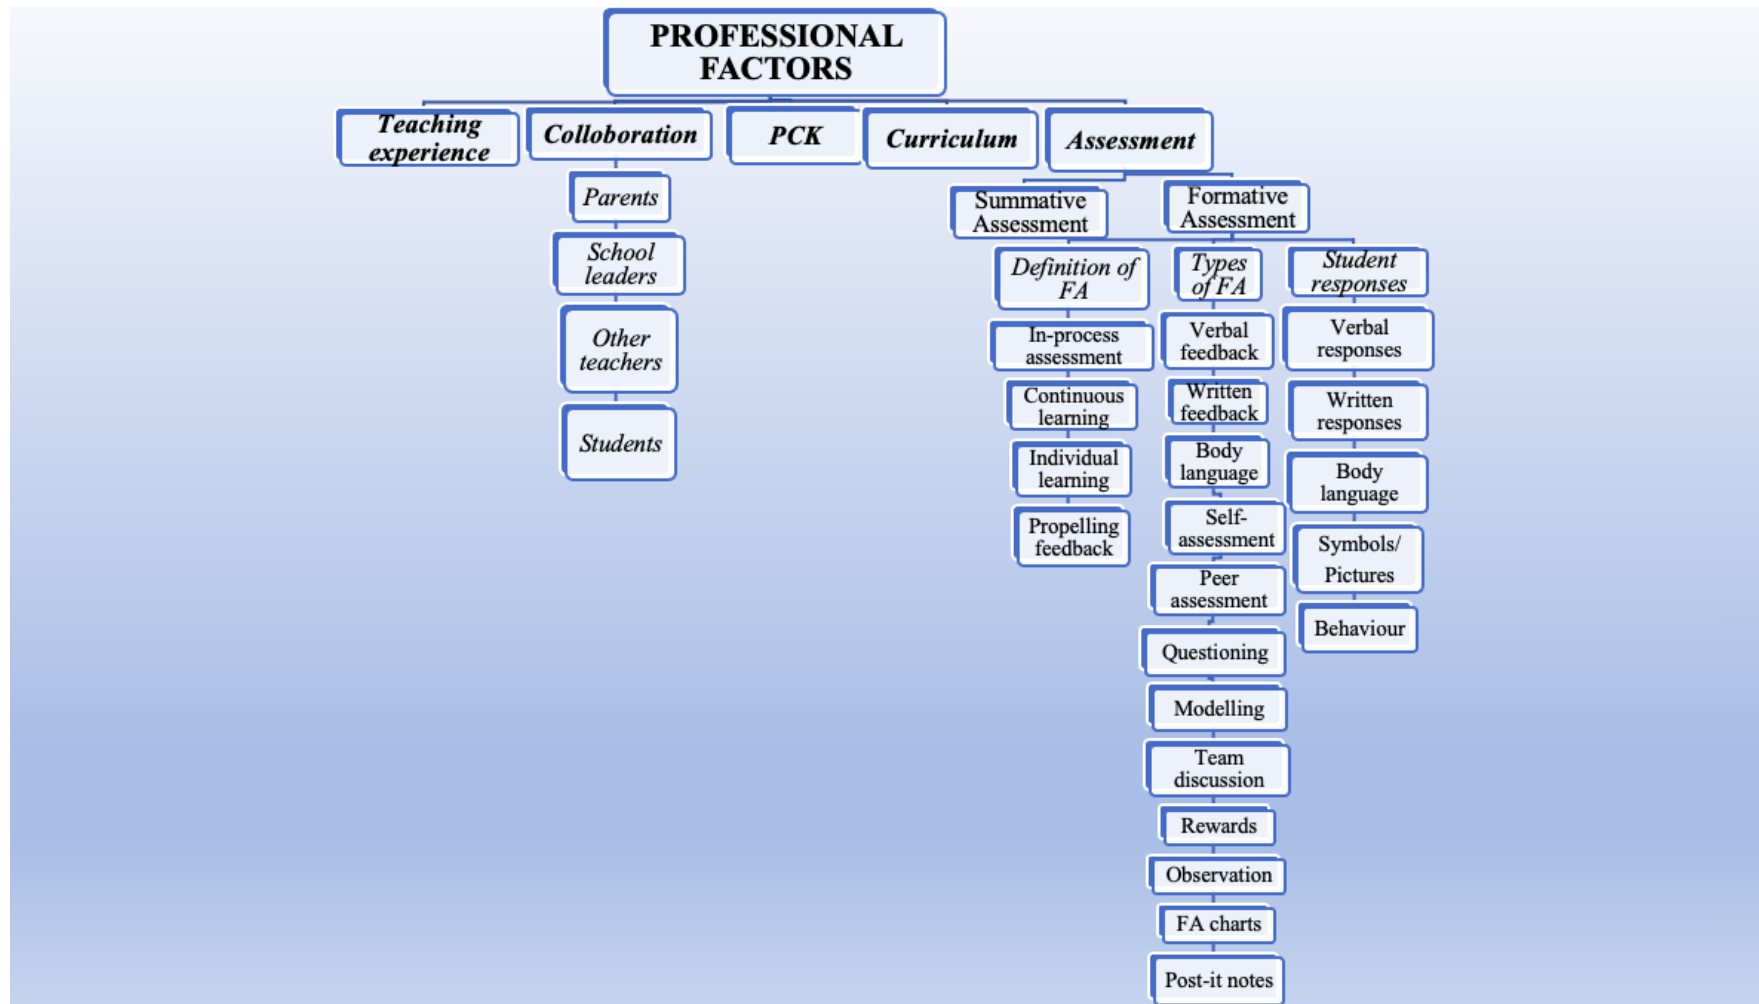 PROFESSIONAL
FACTORS
Teaching
experience
Colloboration
PCK
Curriculum
Assessment
Parents
School
leaders
Other
teachers
Students
Summative
Assessment
Formative
Assessment
Definition of
FA
In-process
assessment
Continuous
learning
Individual
learning
Propelling
feedback
Types
of FA
Verbal
feedback
Written
feedback
Body
language
Self-
assessment
Peer
assessment
Questioning
Modelling
Team
discussion
Rewards
Observation
FA charts
Post-it notes
Student
responses
Verbal
responses
Written
responses
Body
language
Symbols/
Pictures
Behaviour